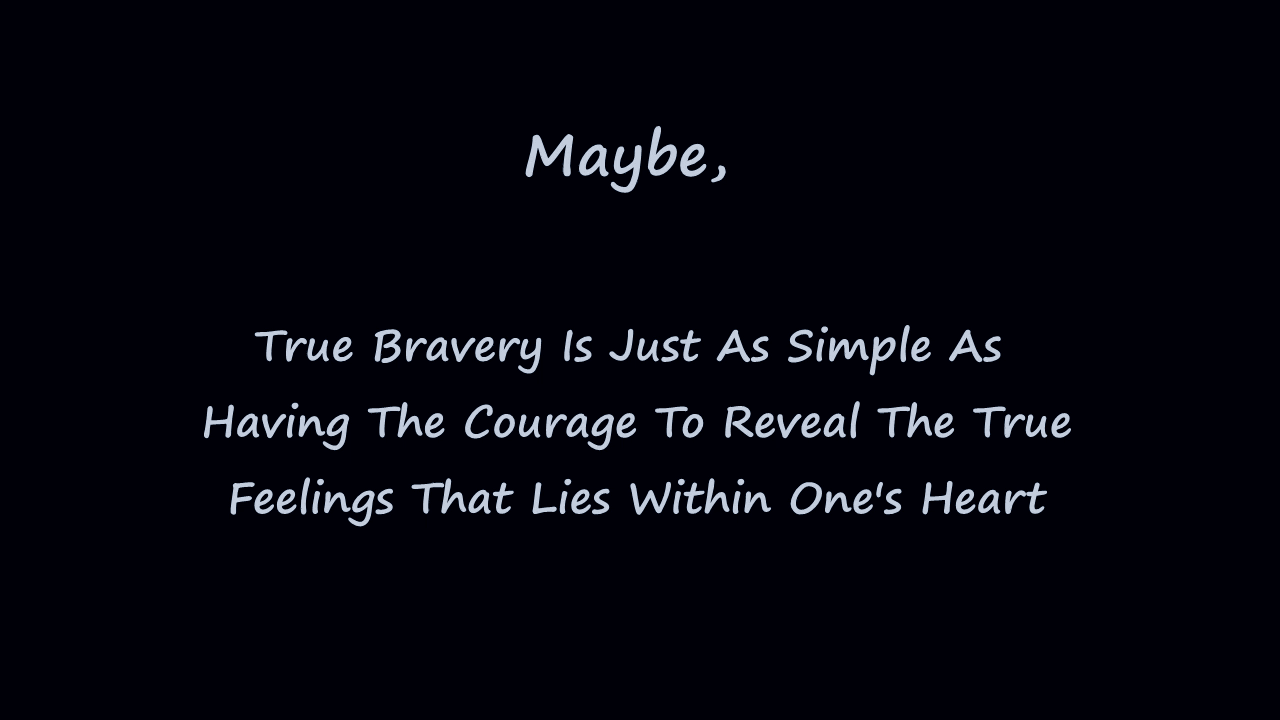 Maybe,
True Bravery Is Just As Simple As
Having The Courage To Reveal The True
Feelings That Lies Within One's Heart